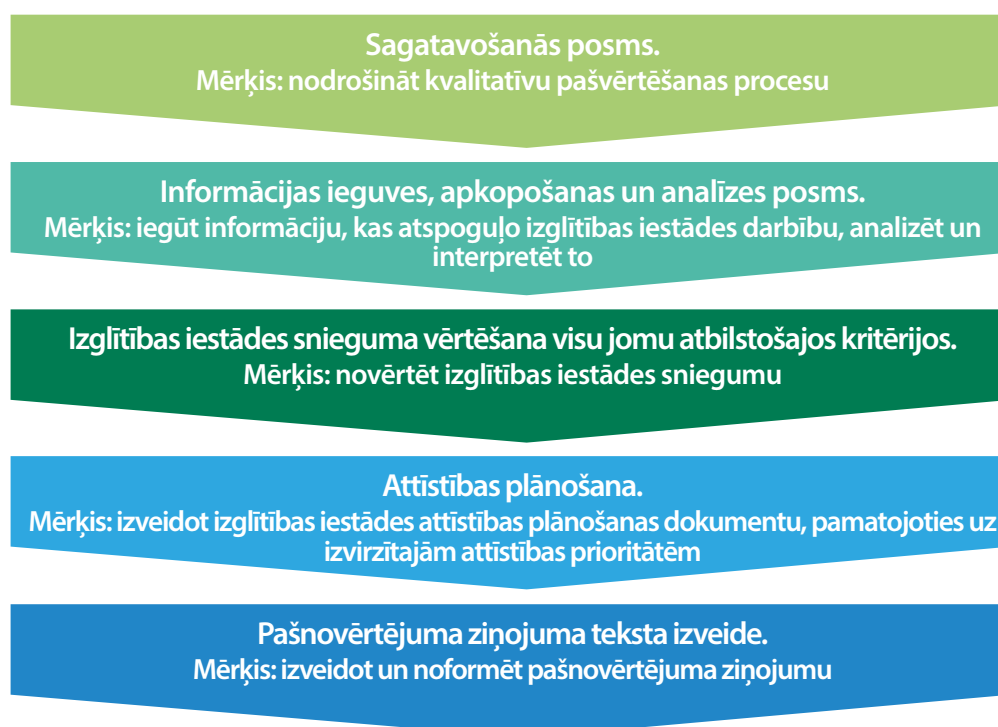 Sagatavošanās posms.
Mērķis: nodrošināt kvalitatīvu pašvērtēšanas procesu
Informācijas ieguves, apkopošanas un analīzes posms.
Mērķis: iegūt informāciju, kas atspoguļo izglītības iestādes darbību, analizēt un
interpretēt to
Izglītības iestādes snieguma vērtēšana visu jomu atbilstošajos kritērijos.
Mērķis: novērtēt izglītības iestādes sniegumu
Attīstības plānošana.
Mērķis: izveidot izglītības iestādes attīstības plānošanas dokumentu, pamatojoties uz
izvirzītajām attīstības prioritātēm
Pašnovērtējuma ziņojuma teksta izveide.
Mērķis: izveidot un noformēt pašnovērtējuma ziņojumu